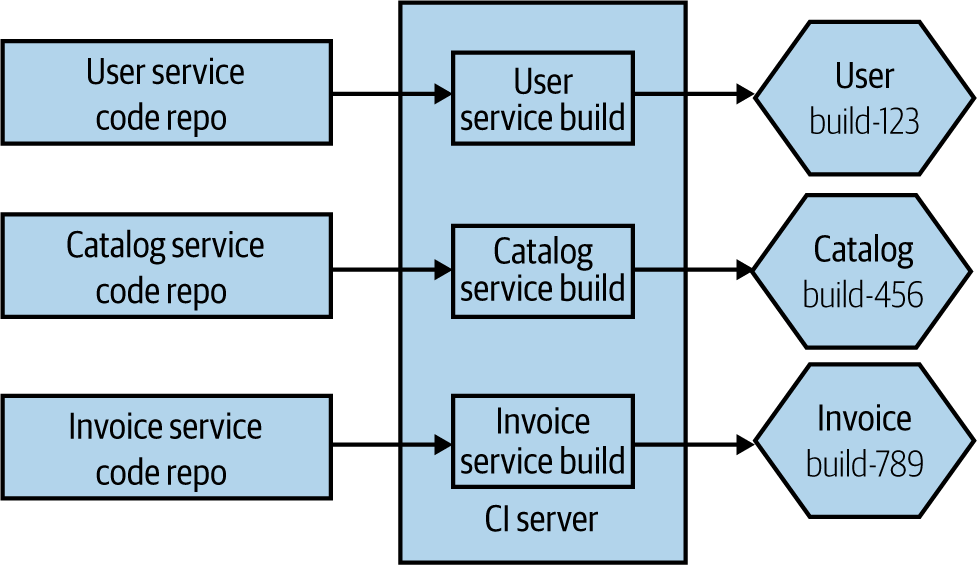 User service
code repo
User
service build
User
build-123
Catalog service
code repo
Catalog
service build
Catalog
build-456
Invoice service
code repo
Invoice
service build
Invoice
build-789
CI server